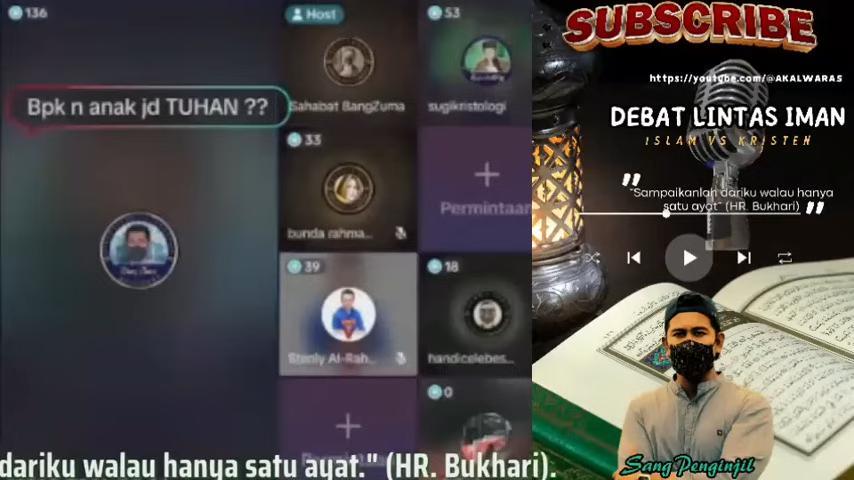 136
Host
53
Bpk n anak jd TUHAN ??
Sahabat BangZuma
sugikristologi
33
Permintaan
bunda rahma...
39
18
Stenly Al-Rah...
handicelebes...
0
dariku walau hanya satu ayat." (HR. Bukhari).
SUBSCRIBE
https://youtube.com/@AKALWARAS
DEBAT LINTAS IMAN
ISLAM VS KRISTEN
"Sampaikanlah dariku walau hanya
satu ayat" (HR. Bukhari)
Sang Penginjil